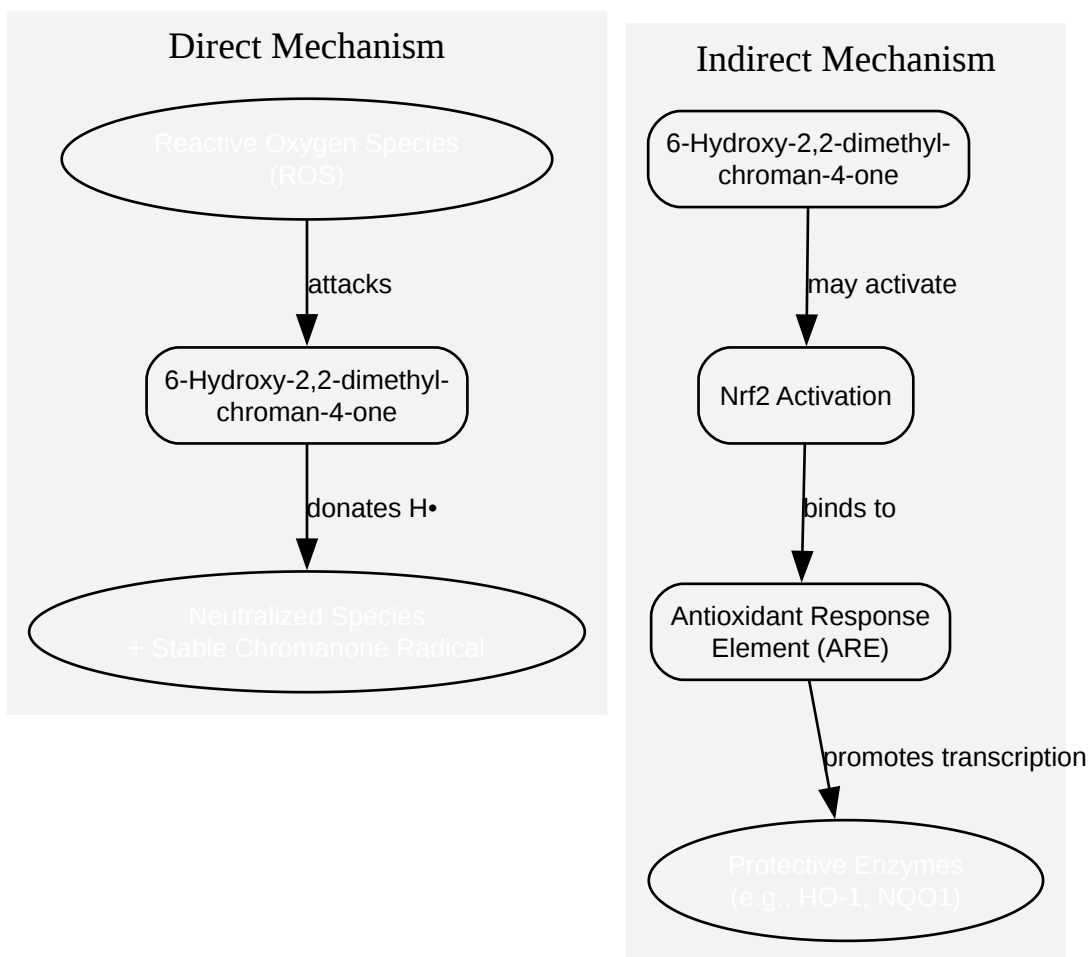 Direct Mechanism
Reactive Oxygen Species
(ROS)
attacks
6-Hydroxy-2,2-dimethyl-
chroman-4-one
donates H•
Neutralized Species
+ Stable Chromanone Radical
Indirect Mechanism
6-Hydroxy-2,2-dimethyl-
chroman-4-one
may activate
Nrf2 Activation
binds to
Antioxidant Response
Element (ARE)
promotes transcription
Protective Enzymes
(e.g., HO-1, NQO1)